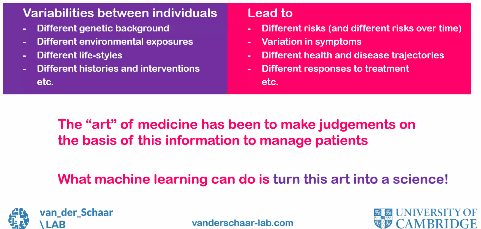 Variabilities between individuals
- Different genetic background
- Different environmental exposures
- Different life-styles
- Different histories and interventions
etc.
Lead to
- Different risks (and different risks over time)
- Variation in symptoms
- Different health and disease trajectories
- Different responses to treatment
etc.
The “art” of medicine has been to make judgements on
the basis of this information to manage patients
What machine learning can do is turn this art into a science!
van_der_Schaar
\ LAB
vanderschaar-lab.com
UNIVERSITY OF
CAMBRIDGE